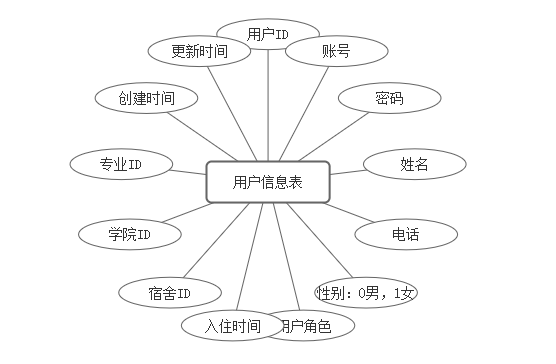 用户ID
更新时间
账号
创建时间
密码
专业ID
用户信息表
姓名
学院ID
电话
宿舍ID
性别：0男，1女
入住时间
用户角色